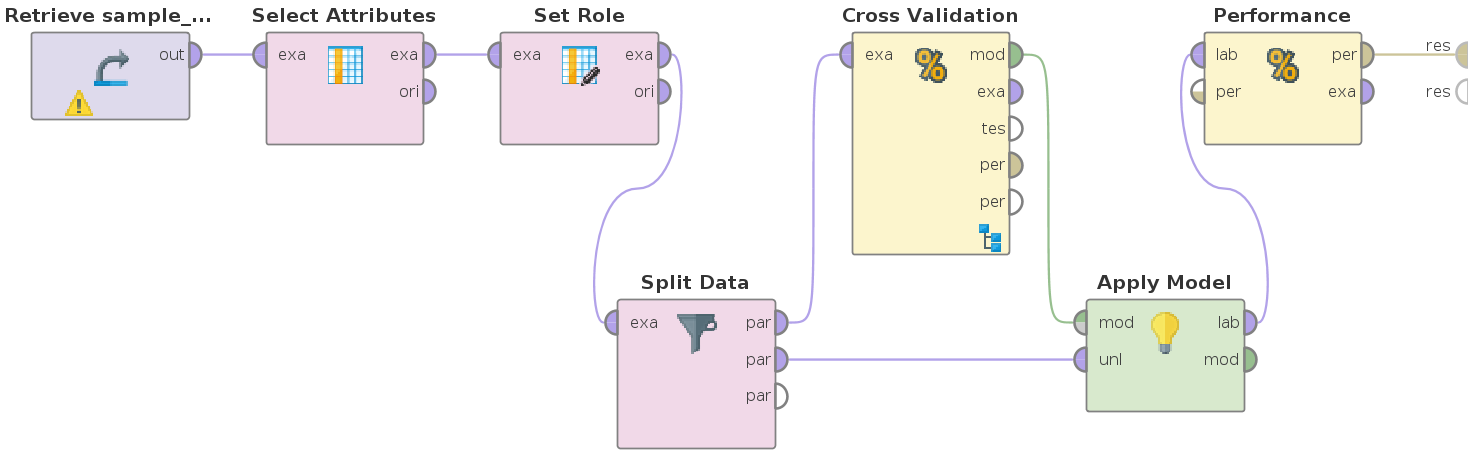 Retrieve sample_...
out
Select Attributes
exa
exa
ori
Set Role
exa
exa
ori
Split Data
exa
par
par
par
Cross Validation
exa
mod
exa
tes
per
per
Apply Model
mod
lab
unl
mod
Performance
lab
per
per
exa
res
res